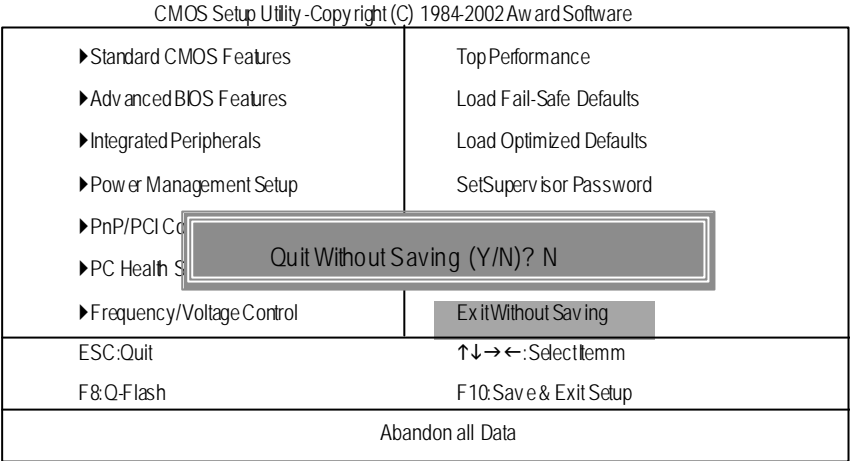 CMOS Setup Utility-Copyright (C) 1984-2002 Award Software
▶Standard CMOS Features
▶Advanced BIOS Features
▶Integrated Peripherals
▶Power Management Setup
▶PnP/PCI Co
▶PC Health S
▶Frequency/Voltage Control
Top Performance
Load Fail-Safe Defaults
Load Optimized Defaults
Set Supervisor Password
Exit Without Saving
Quit Without Saving (Y/N)? N
ESC:Quit
↑↓→←:Select Itemm
F8:Q-Flash
F10:Save & Exit Setup
Abandon all Data